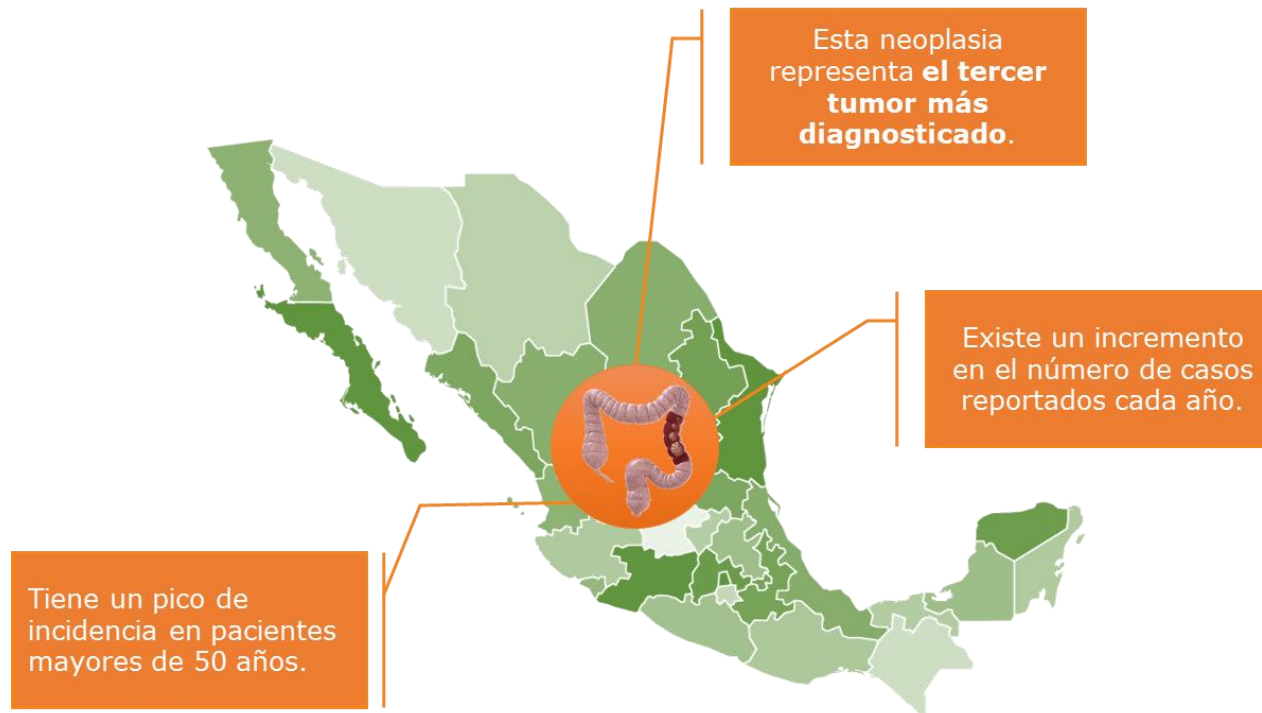 Esta neoplasia
representa el tercer
tumor más
diagnosticado.
Existe un incremento
en el número de casos
reportados cada año.
Tiene un pico de
incidencia en pacientes
mayores de 50 años.